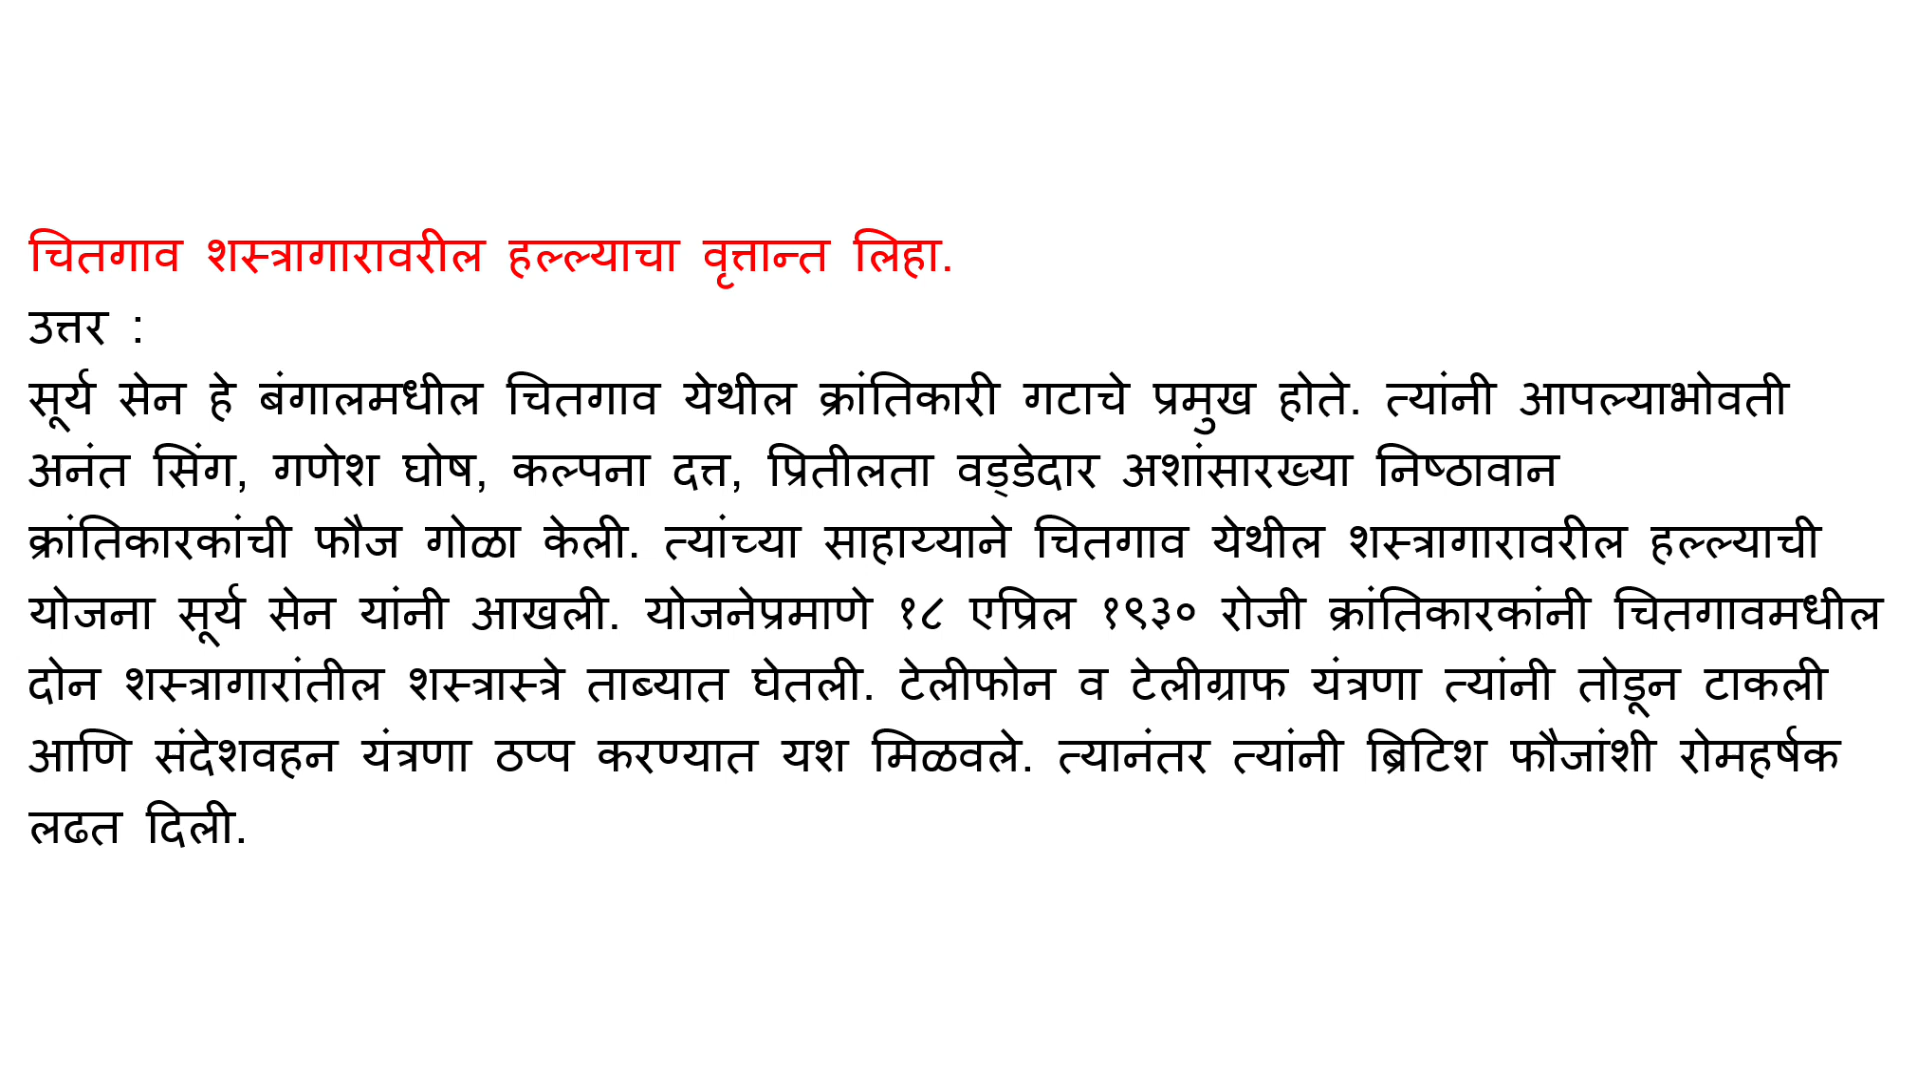 चितगाव शस्त्रागारावरील हल्ल्याचा वृत्तान्त लिहा.
उत्तर :
सूर्य सेन हे बंगालमधील चितगाव येथील क्रांतिकारी गटाचे प्रमुख होते. त्यांनी आपल्याभोवती
अनंत सिंग, गणेश घोष, कल्पना दत्त, प्रितीलता वड्डेदार अशांसारख्या निष्ठावान
क्रांतिकारकांची फौज गोळा केली. त्यांच्या साहाय्याने चितगाव येथील शस्त्रागारावरील हल्ल्याची
योजना सूर्य सेन यांनी आखली. योजनेप्रमाणे १८ एप्रिल १९३० रोजी क्रांतिकारकांनी चितगावमधील
दोन शस्त्रागारांतील शस्त्रास्त्रे ताब्यात घेतली. टेलीफोन व टेलीग्राफ यंत्रणा त्यांनी तोडून टाकली
आणि संदेशवहन यंत्रणा ठप्प करण्यात यश मिळवले. त्यानंतर त्यांनी ब्रिटिश फौजांशी रोमहर्षक
लढत दिली.